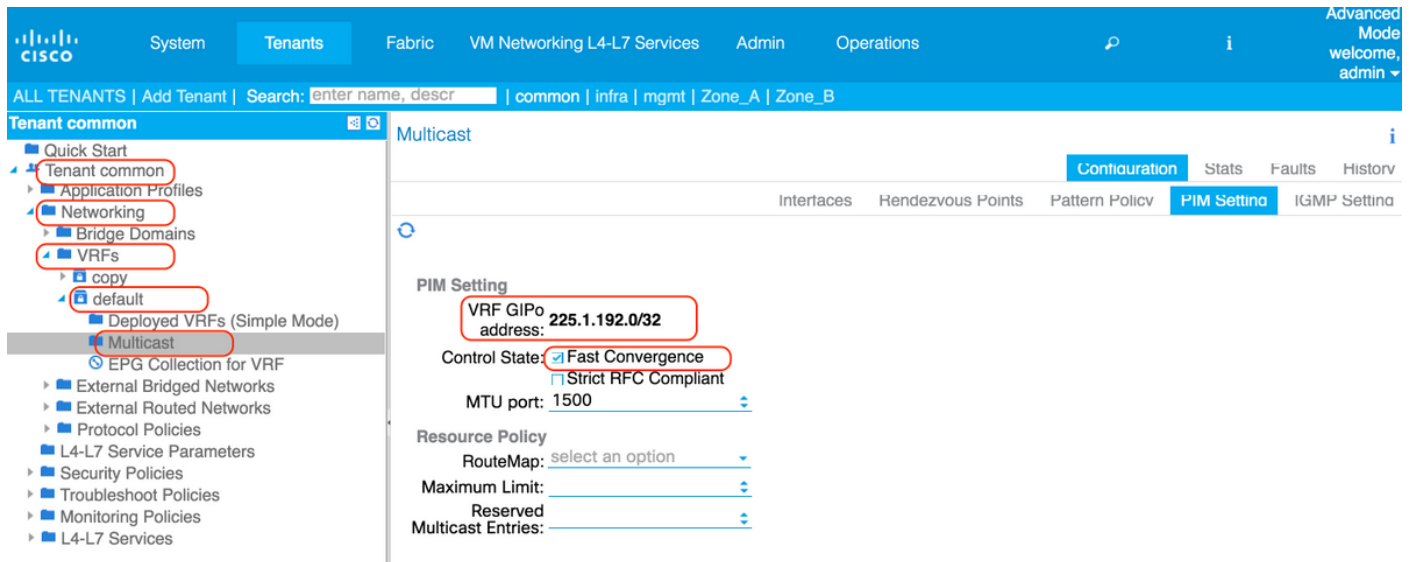 Advanced
Mode
welcome,
admin
CISCO
System Tenants Fabric VM Networking L4-L7 Services Admin Operations i
ALL TENANTS | Add Tenant | Search: enter name, descr | common | infra | mgmt | Zone_A | Zone_B
Tenant common
Quick Start
Tenant common
Application Profiles
Networking
Bridge Domains
VRFs
copy
default
Deployed VRFs (Simple Mode)
Multicast
EPG Collection for VRF
External Bridged Networks
External Routed Networks
Protocol Policies
L4-L7 Service Parameters
Security Policies
Troubleshoot Policies
Monitoring Policies
L4-L7 Services
Multicast i
Configuration Stats Faults History
Interfaces Rendezvous Points Pattern Policy PIM Setting IGMP Setting
PIM Setting
VRF GIPo
address: 225.1.192.0/32
Control State: Fast Convergence
Strict RFC Compliant
MTU port: 1500
Resource Policy
RouteMap: select an option
Maximum Limit:
Reserved
Multicast Entries: